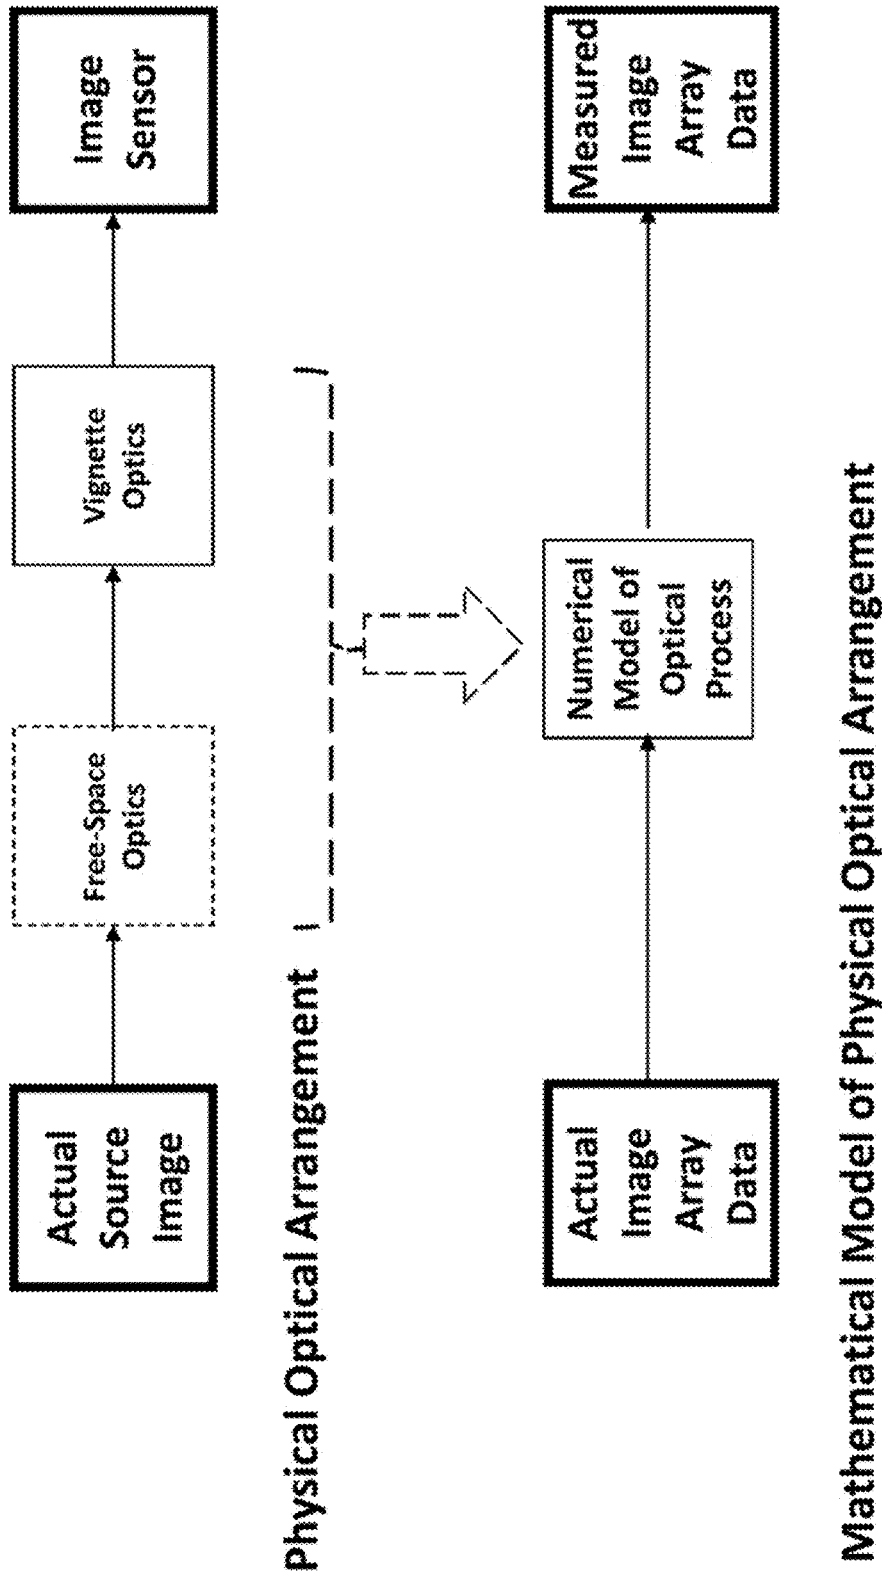 Actual
Source
Image
Free-Space
Optics
Vignette
Optics
Image
Sensor
Physical Optical Arrangement
Actual
Image
Array
Data
Numerical
Model of
Optical
Process
Measured
Image
Array
Data
Mathematical Model of Physical Optical Arrangement